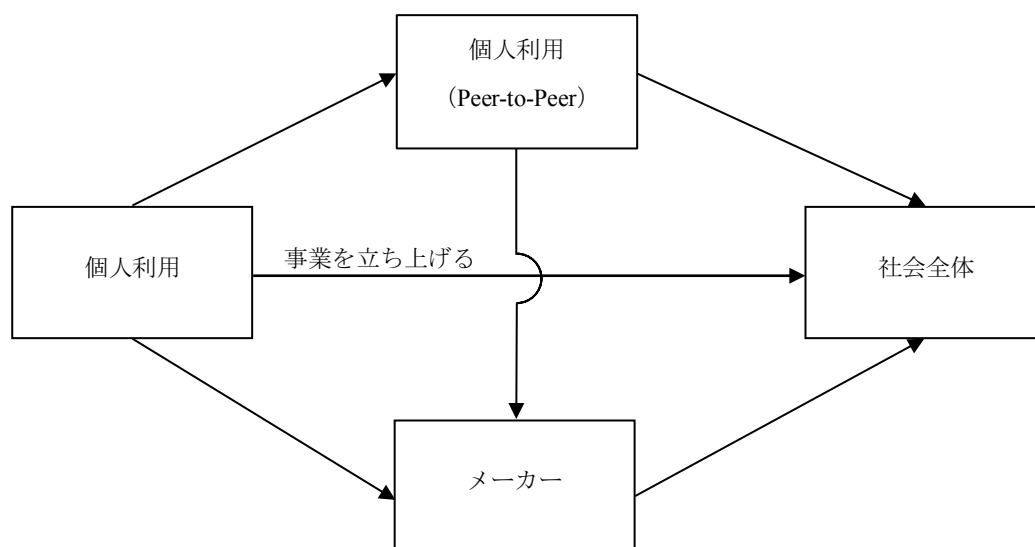 個人利用
（Peer-to-Peer）
個人利用
事業を立ち上げる
社会全体
メーカー